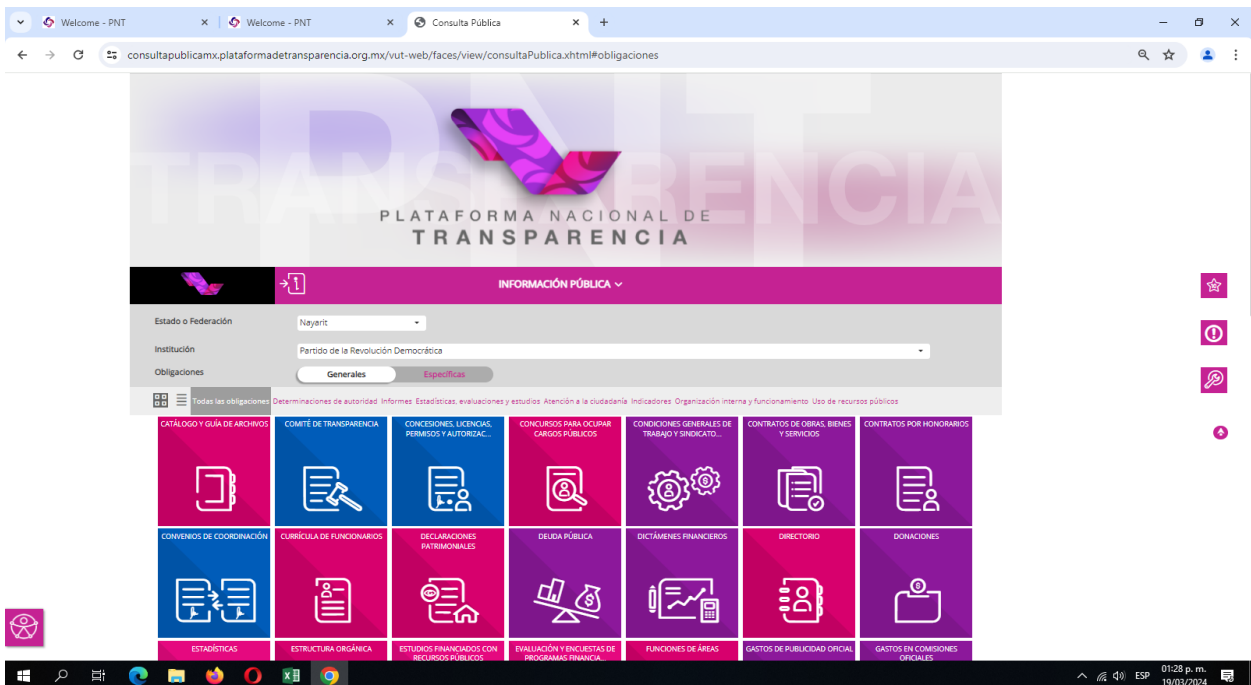 Welcome - PNT
Welcome - PNT
Consulta Pública
consultapublicamx.plataformadetransparencia.org.mx/vut-web/faces/view/consultaPublica.xhtml#obligaciones
PNT
TRANSPARENCIA
PLATAFORMA NACIONAL DE
TRANSPARENCIA
INFORMACIÓN PÚBLICA
Estado o Federación
Nayarit
Institución
Partido de la Revolución Democrática
Obligaciones
Generales
Específicas
Todas las obligaciones Determinaciones de autoridad Informes Estadísticas, evaluaciones y estudios Atención a la ciudadanía Indicadores Organización interna y funcionamiento Uso de recursos públicos
CATÁLOGO Y GUÍA DE ARCHIVOS
COMITÉ DE TRANSPARENCIA
CONCESIONES, LICENCIAS,
PERMISOS Y AUTORIZAC...
CONCURSOS PARA OCUPAR
CARGOS PÚBLICOS
CONDICIONES GENERALES DE
TRABAJO Y SINDICATO...
CONTRATOS DE OBRAS, BIENES
Y SERVICIOS
CONTRATOS POR HONORARIOS
CONVENIOS DE COORDINACIÓN
CURRÍCULA DE FUNCIONARIOS
DECLARACIONES
PATRIMONIALES
DEUDA PÚBLICA
DICTÁMENES FINANCIEROS
DIRECTORIO
DONACIONES
ESTADÍSTICAS
ESTRUCTURA ORGÁNICA
ESTUDIOS FINANCIADOS CON
RECURSOS PÚBLICOS
EVALUACIÓN Y ENCUESTAS DE
PROGRAMAS FINANCIA...
FUNCIONES DE ÁREAS
GASTOS DE PUBLICIDAD OFICIAL
GASTOS EN COMISIONES
OFICIALES
ESP
01:28 p. m.
19/03/2024